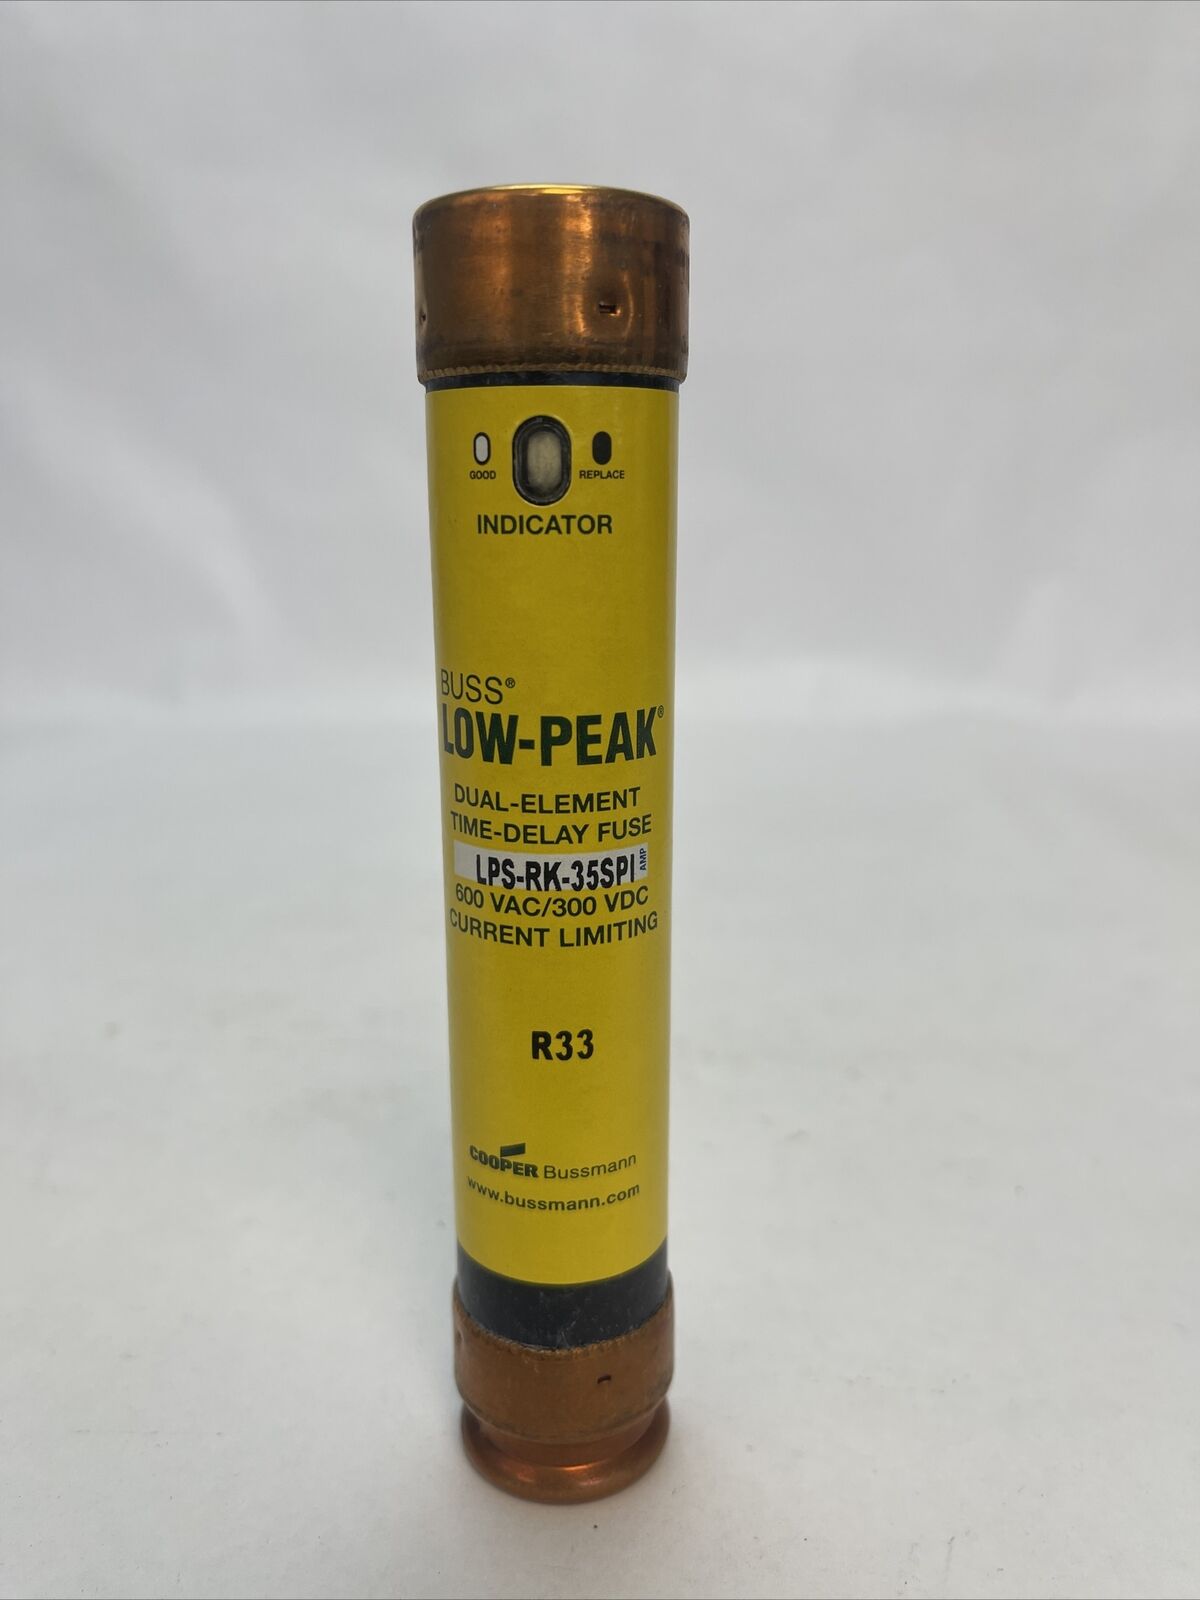 GOOD REPLACE
INDICATOR
BUSS®
LOW-PEAK®
DUAL-ELEMENT
TIME-DELAY FUSE
LPS-RK-35SPI AMP
600 VAC/300 VDC
CURRENT LIMITING
R33
COOPER Bussmann
www.bussmann.com